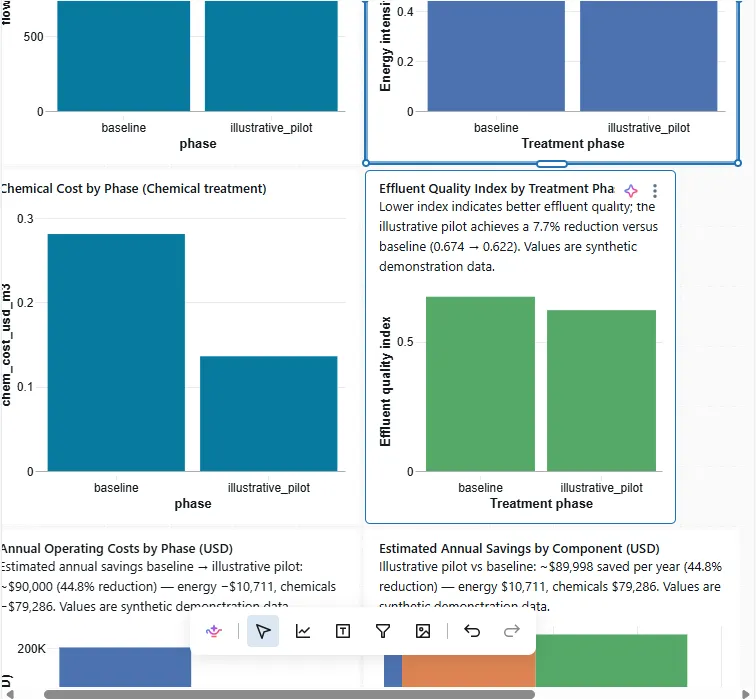 500
0
baseline
illustrative_pilot
phase
Energy intensi
0.4
0.2
0
baseline
illustrative_pilot
Treatment phase
Chemical Cost by Phase (Chemical treatment)
chem_cost_usd_m3
0.3
0.2
0.1
0
baseline
illustrative_pilot
phase
Effluent Quality Index by Treatment Pha
Lower index indicates better effluent quality; the
illustrative pilot achieves a 7.7% reduction versus
baseline (0.674 → 0.622). Values are synthetic
demonstration data.
Effluent quality index
0.5
0
baseline
illustrative_pilot
Treatment phase
Annual Operating Costs by Phase (USD)
Estimated annual savings baseline → illustrative pilot:
~$90,000 (44.8% reduction) — energy −$10,711, chemicals
−$79,286. Values are synthetic demonstration data.
200K
Estimated Annual Savings by Component (USD)
Illustrative pilot vs baseline: ~$89,998 saved per year (44.8%
reduction) — energy $10,711, chemicals $79,286. Values are
synthetic demonstration data.
T